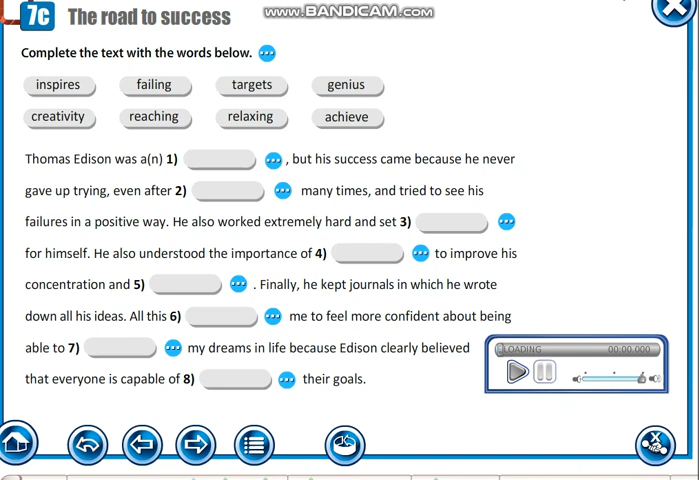 WWW.BANDICAM.COM
7c The road to success
Complete the text with the words below.
inspires failing targets genius
creativity reaching relaxing achieve
Thomas Edison was a(n) 1) , but his success came because he never
gave up trying, even after 2) many times, and tried to see his
failures in a positive way. He also worked extremely hard and set 3)
for himself. He also understood the importance of 4) to improve his
concentration and 5) . Finally, he kept journals in which he wrote
down all his ideas. All this 6) me to feel more confident about being
able to 7) my dreams in life because Edison clearly believed
that everyone is capable of 8) their goals.
LOADING 00:00.000